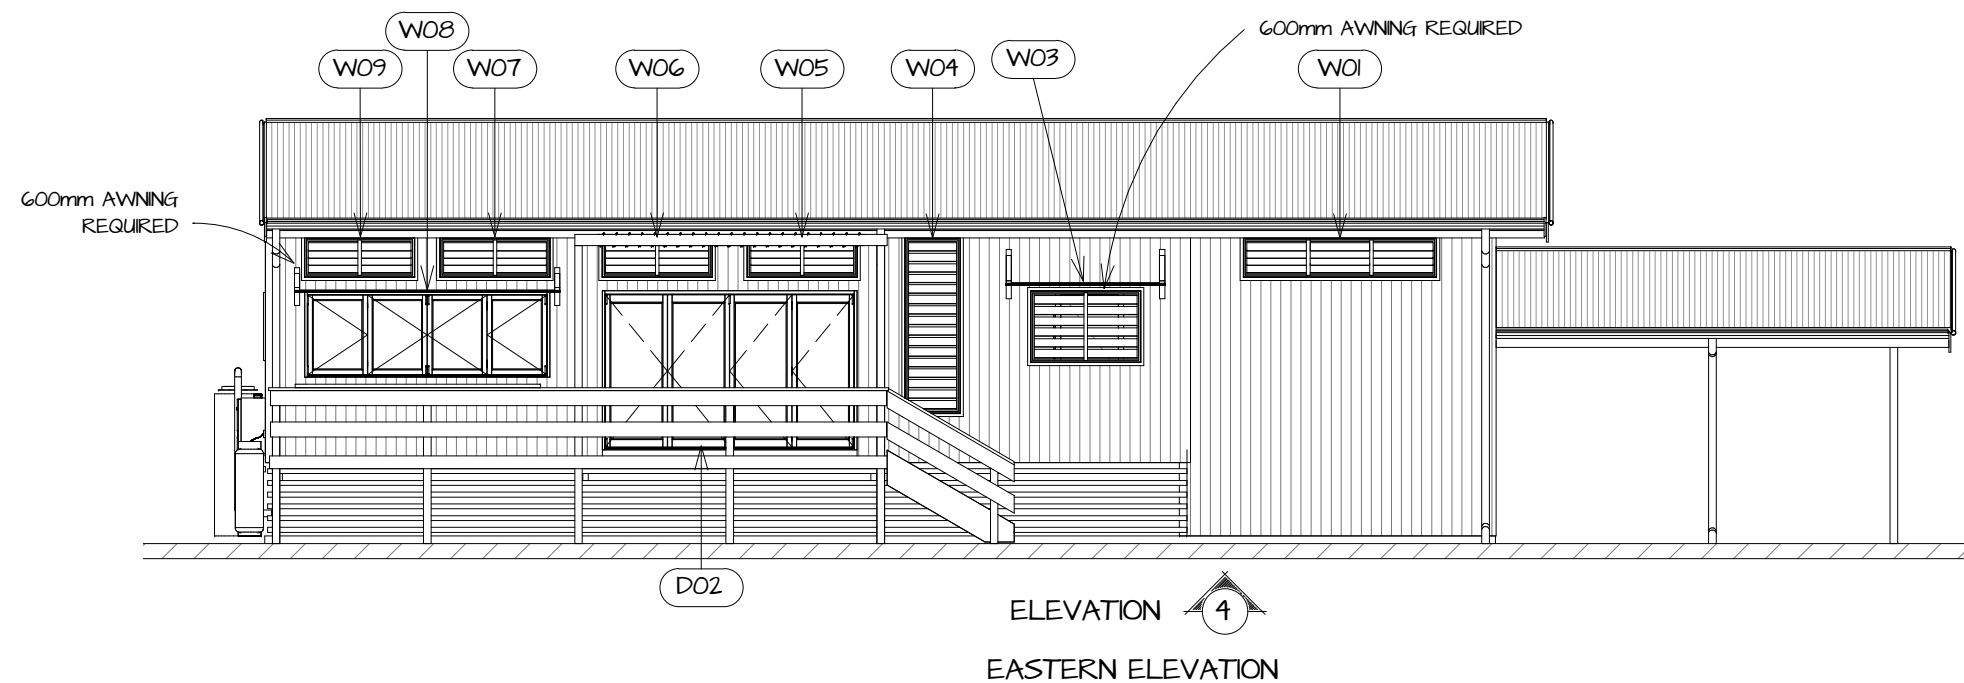 W08
600mm AWNING REQUIRED
W09
W07
W06
W05
W04
W03
W01
600mm AWNING
REQUIRED
D02
ELEVATION 4
EASTERN ELEVATION